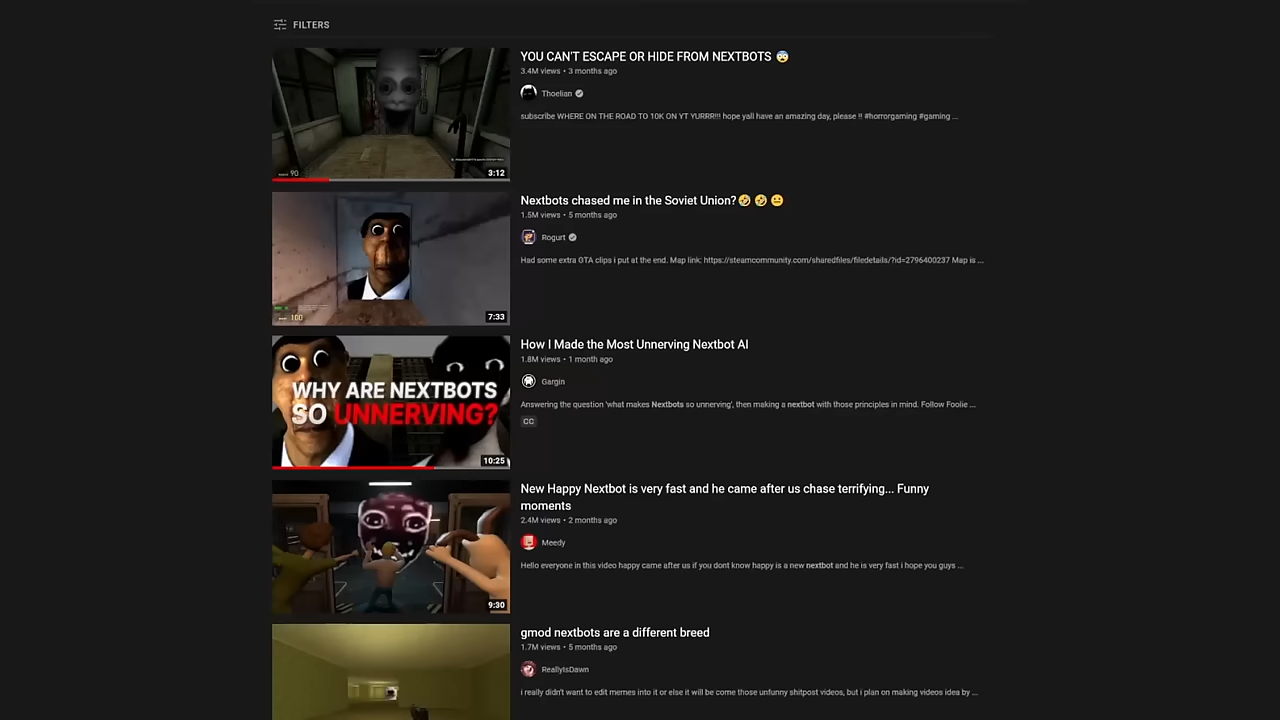 FILTERS
YOU CAN'T ESCAPE OR HIDE FROM NEXTBOTS 😨
3.4M views • 3 months ago
Thoelian
subscribe WHERE ON THE ROAD TO 10K ON YT YURRR!!! hope yall have an amazing day, please !! #horrorgaming #gaming ...
90
3:12
Nextbots chased me in the Soviet Union?🤣 🤣 😐
1.5M views • 5 months ago
Rogurt
Had some extra GTA clips i put at the end. Map link: https://steamcommunity.com/sharedfiles/filedetails/?id=2796400237 Map is ...
100
7:33
How I Made the Most Unnerving Nextbot AI
1.8M views • 1 month ago
Gargin
WHY ARE NEXTBOTS
SO UNNERVING?
Answering the question 'what makes Nextbots so unnerving', then making a nextbot with those principles in mind. Follow Foolie ...
CC
10:25
New Happy Nextbot is very fast and he came after us chase terrifying... Funny
moments
2.4M views • 2 months ago
Meedy
Hello everyone in this video happy came after us if you dont know happy is a new nextbot and he is very fast i hope you guys ...
9:30
gmod nextbots are a different breed
1.7M views • 5 months ago
ReallyIsDawn
i really didn't want to edit memes into it or else it will be come those unfunny shitpost videos, but i plan on making videos idea by ...